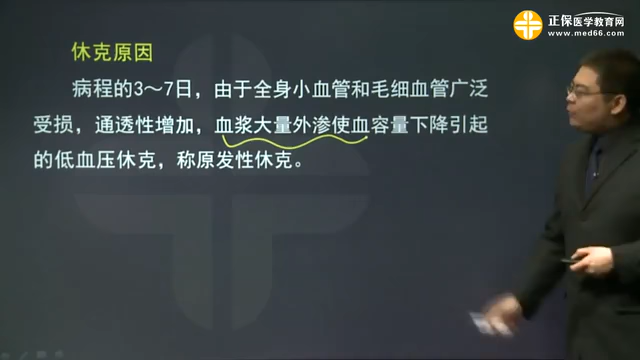 正保医学教育网
www.med66.com
休克原因
病程的3～7日，由于全身小血管和毛细血管广泛
受损，通透性增加，血浆大量外渗使血容量下降引起
的低血压休克，称原发性休克。